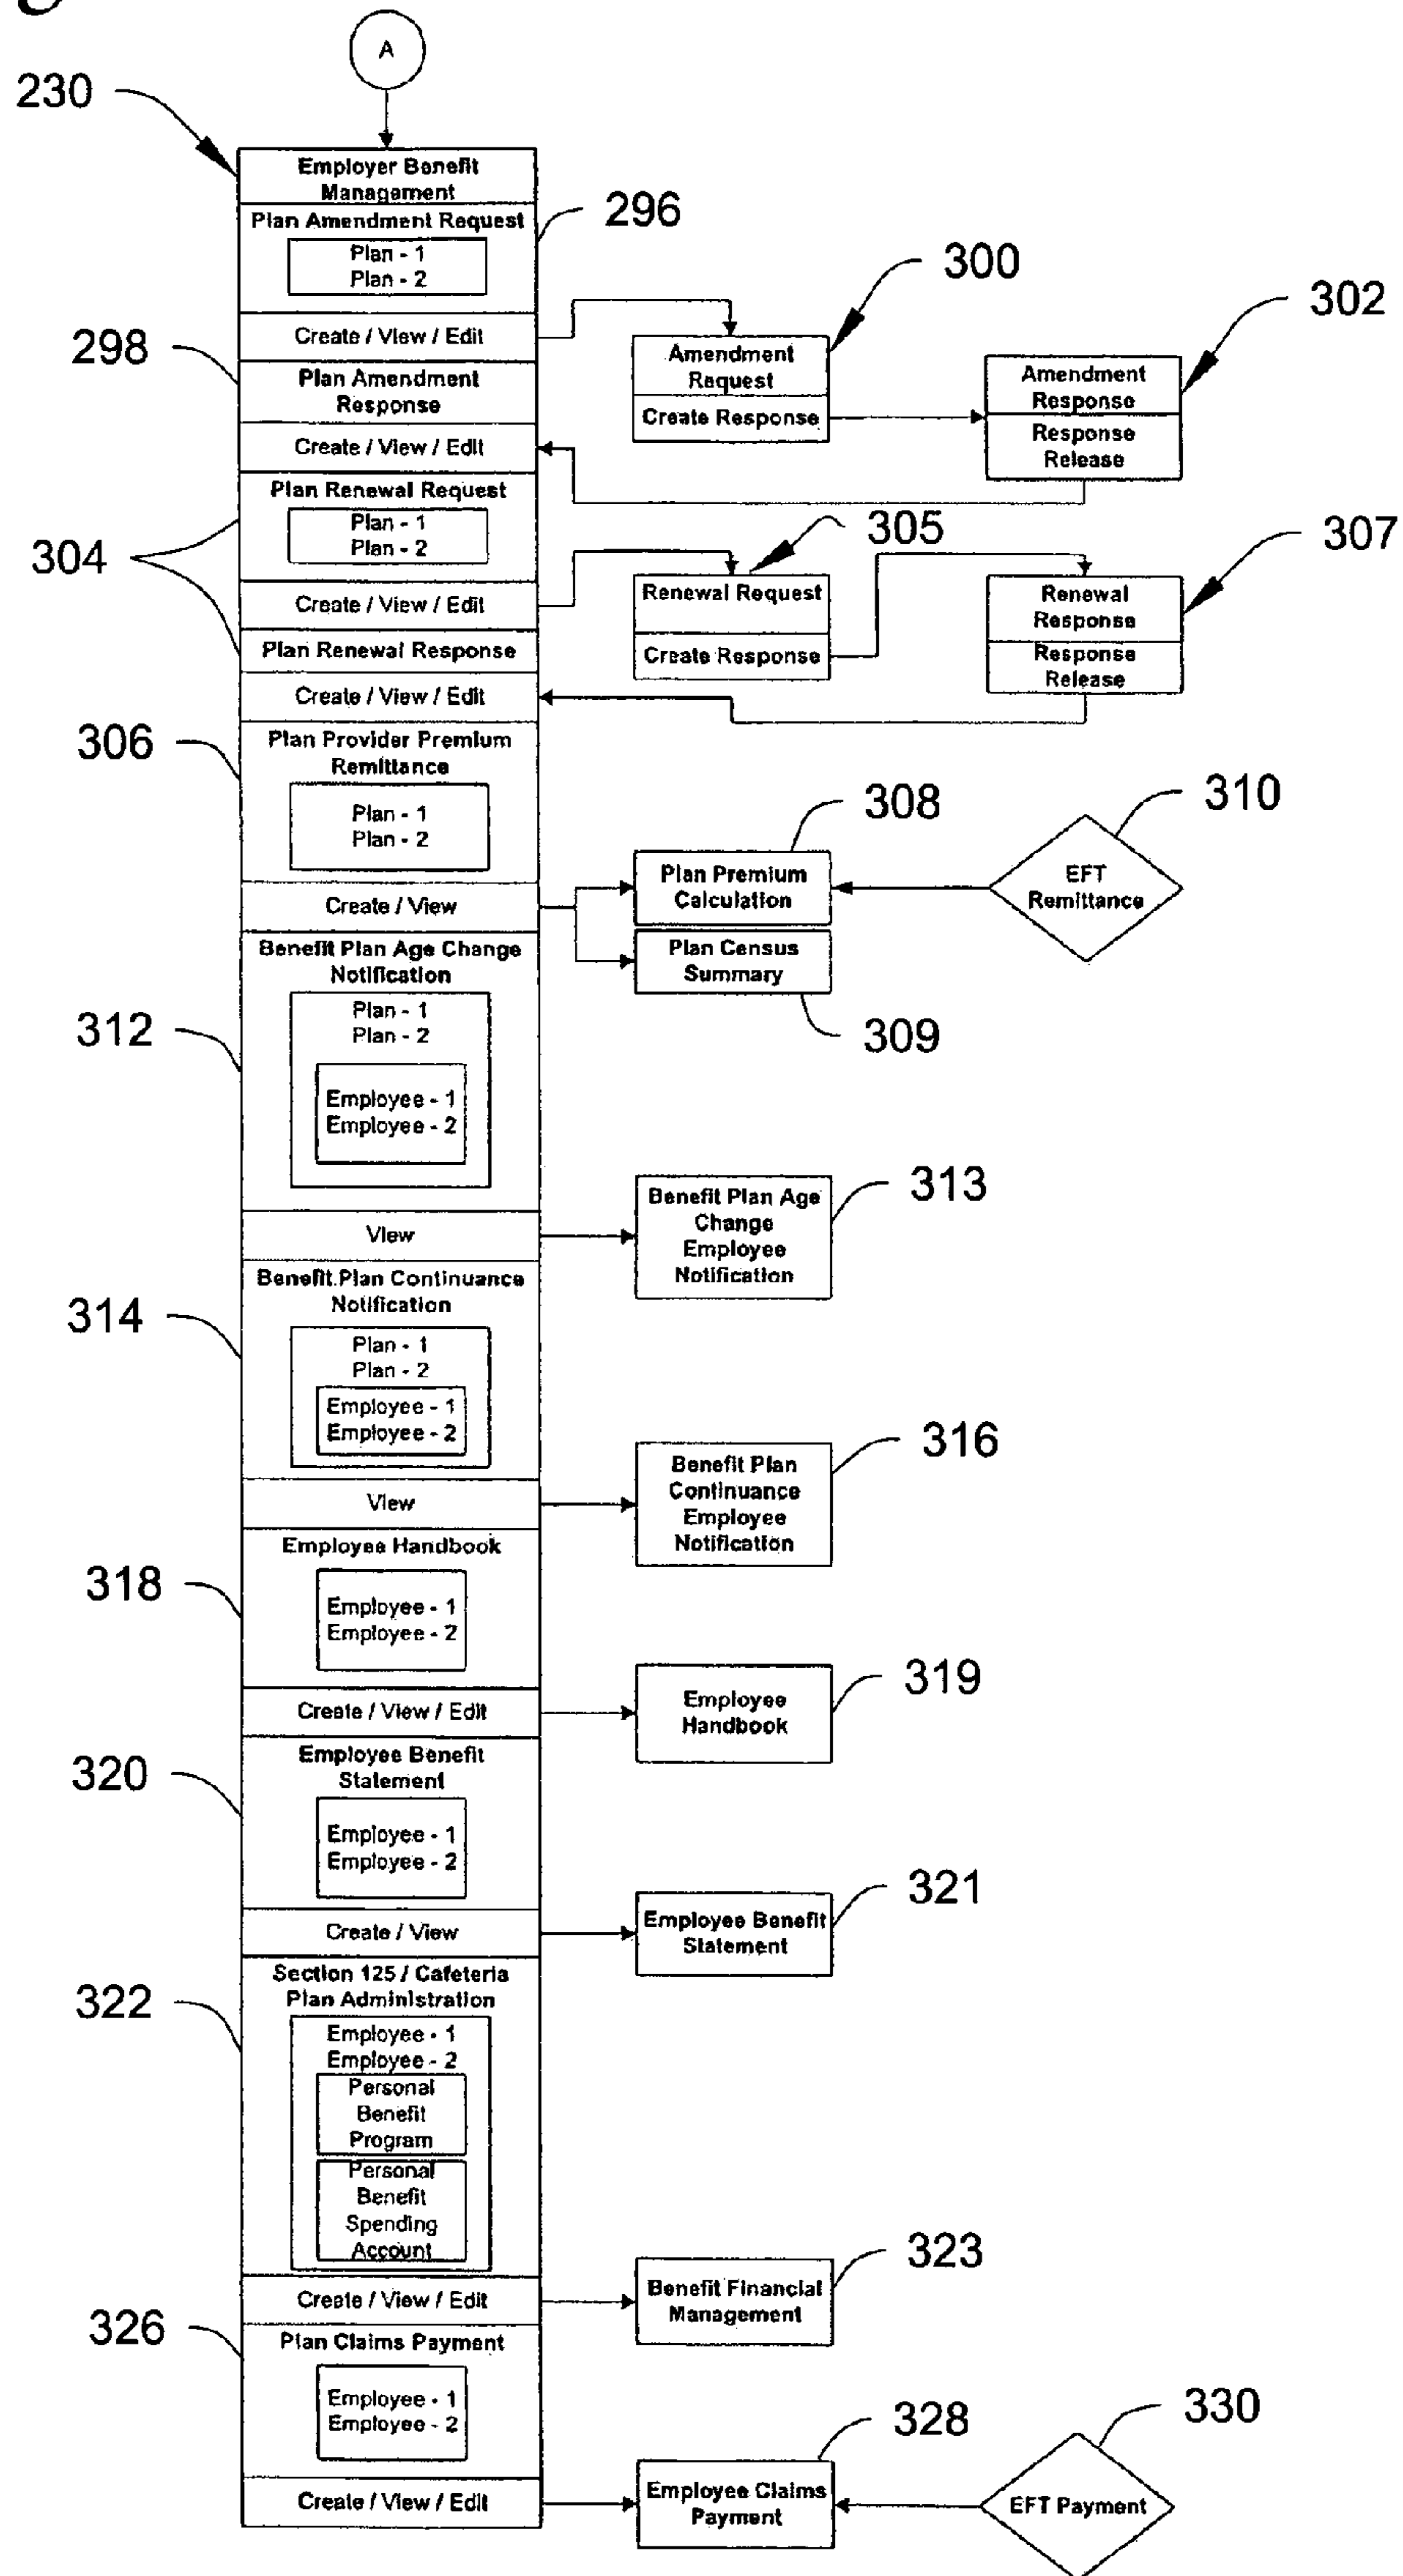 A
230
Employer Benefit
Management
Plan Amendment Request
296
Plan - 1
Plan - 2
300
302
Create / View / Edit
298
Amendment
Request
Create Response
Amendment
Response
Response
Release
Plan Amendment
Response
Create / View / Edit
Plan Renewal Request
Plan - 1
Plan - 2
304
305
307
Create / View / Edit
Renewal Request
Create Response
Renewal
Response
Response
Release
Plan Renewal Response
Create / View / Edit
306
Plan Provider Premium
Remittance
Plan - 1
Plan - 2
308
310
Create / View
Plan Premium
Calculation
EFT
Remittance
Plan Census
Summary
309
Benefit Plan Age Change
Notification
312
Plan - 1
Plan - 2
Employee - 1
Employee - 2
View
313
Benefit Plan Age
Change
Employee
Notification
Benefit Plan Continuance
Notification
314
Plan - 1
Plan - 2
Employee - 1
Employee - 2
View
316
Benefit Plan
Continuance
Employee
Notification
Employee Handbook
318
Employee - 1
Employee - 2
Create / View / Edit
319
Employee
Handbook
Employee Benefit
Statement
320
Employee - 1
Employee - 2
Create / View
321
Employee Benefit
Statement
Section 125 / Cafeteria
Plan Administration
322
Employee - 1
Employee - 2
Personal
Benefit
Program
Personal
Benefit
Spending
Account
Create / View / Edit
323
Benefit Financial
Management
326
Plan Claims Payment
Employee - 1
Employee - 2
Create / View / Edit
328
Employee Claims
Payment
330
EFT Payment